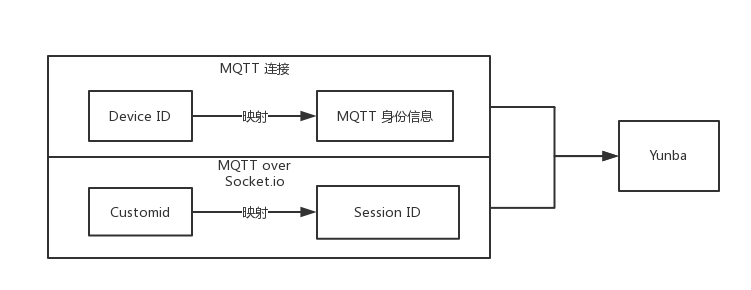 MQTT 连接
Device ID
映射
MQTT 身份信息
MQTT over
Socket.io
Customid
映射
Session ID
Yunba